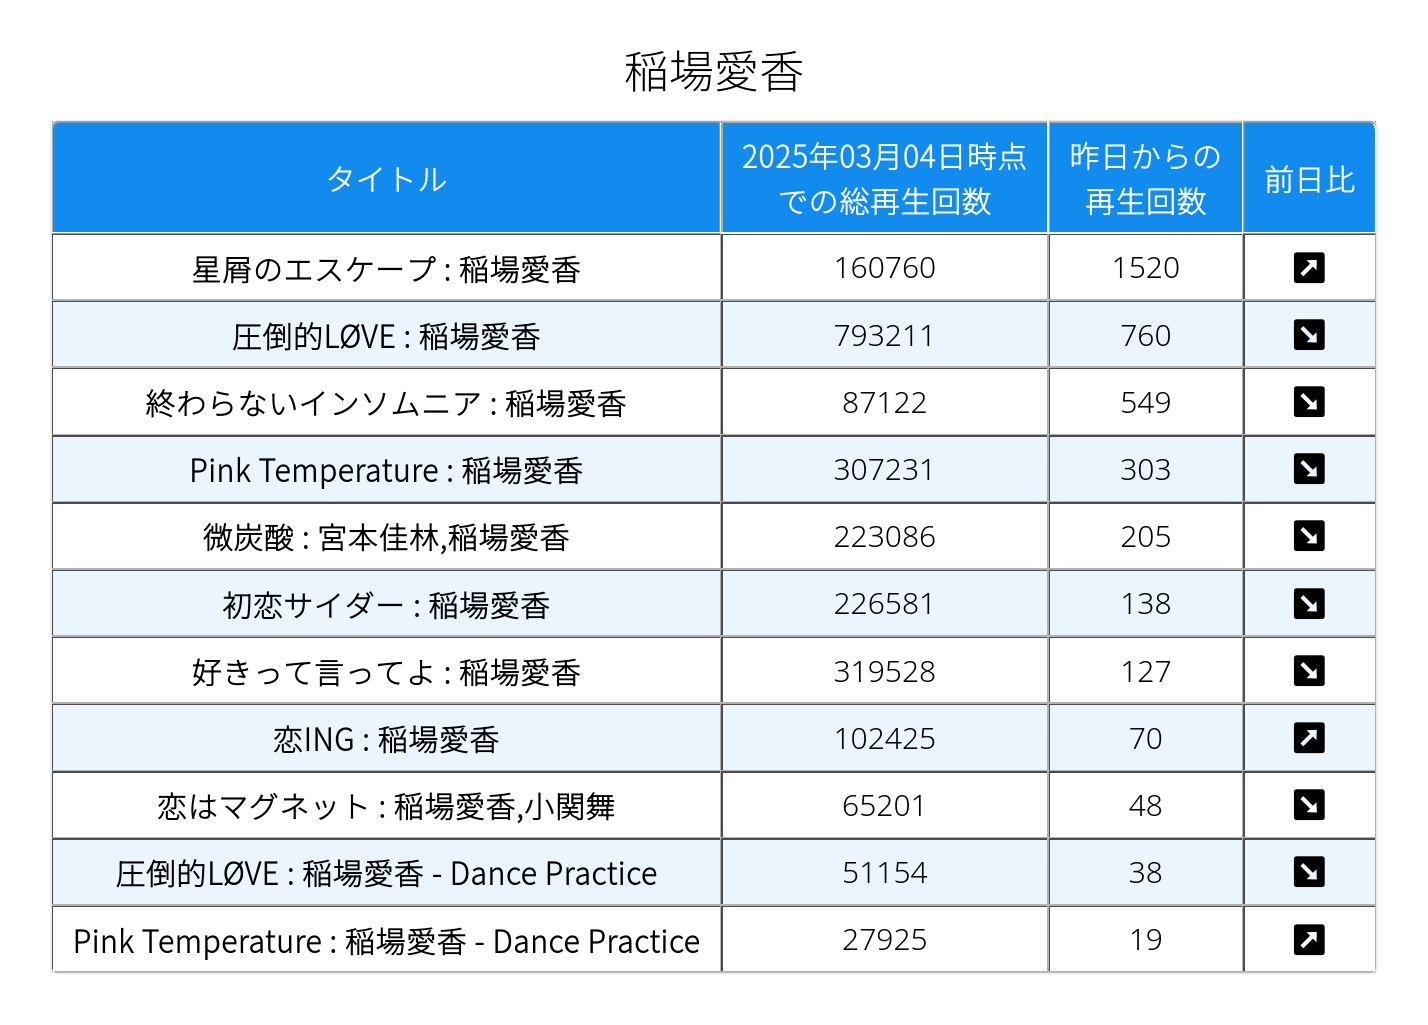 稲場愛香
タイトル 2025年03月04日時点での総再生回数 昨日からの再生回数 前日比
星屑のエスケープ : 稲場愛香 160760 1520 ↗
圧倒的LØVE : 稲場愛香 793211 760 ↘
終わらないインソムニア : 稲場愛香 87122 549 ↘
Pink Temperature : 稲場愛香 307231 303 ↘
微炭酸 : 宮本佳林,稲場愛香 223086 205 ↘
初恋サイダー : 稲場愛香 226581 138 ↘
好きって言ってよ : 稲場愛香 319528 127 ↘
恋ING : 稲場愛香 102425 70 ↗
恋はマグネット : 稲場愛香,小関舞 65201 48 ↘
圧倒的LØVE : 稲場愛香 - Dance Practice 51154 38 ↘
Pink Temperature : 稲場愛香 - Dance Practice 27925 19 ↗